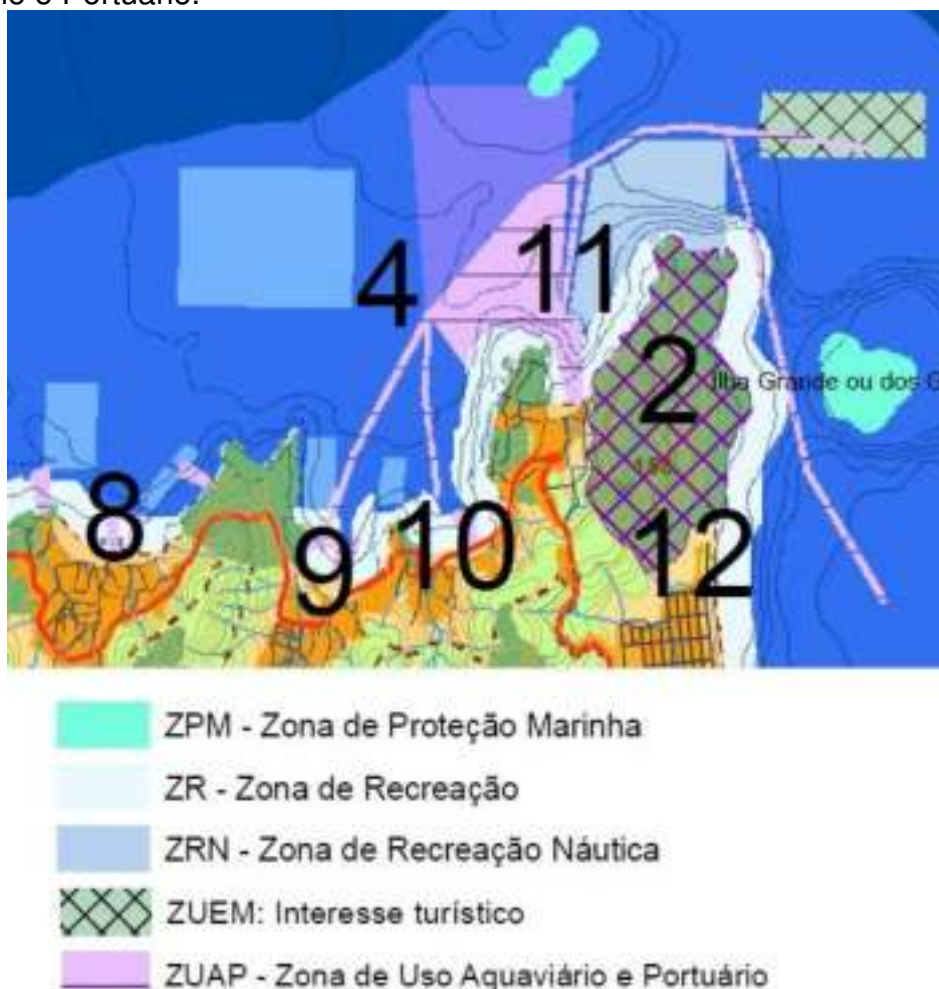 4
11
2
Ilha Grande ou dos G
8
9
10
12
ZPM - Zona de Proteção Marinha
ZR - Zona de Recreação
ZRN - Zona de Recreação Náutica
ZUEM: Interesse turístico
ZUAP - Zona de Uso Aquaviário e Portuário